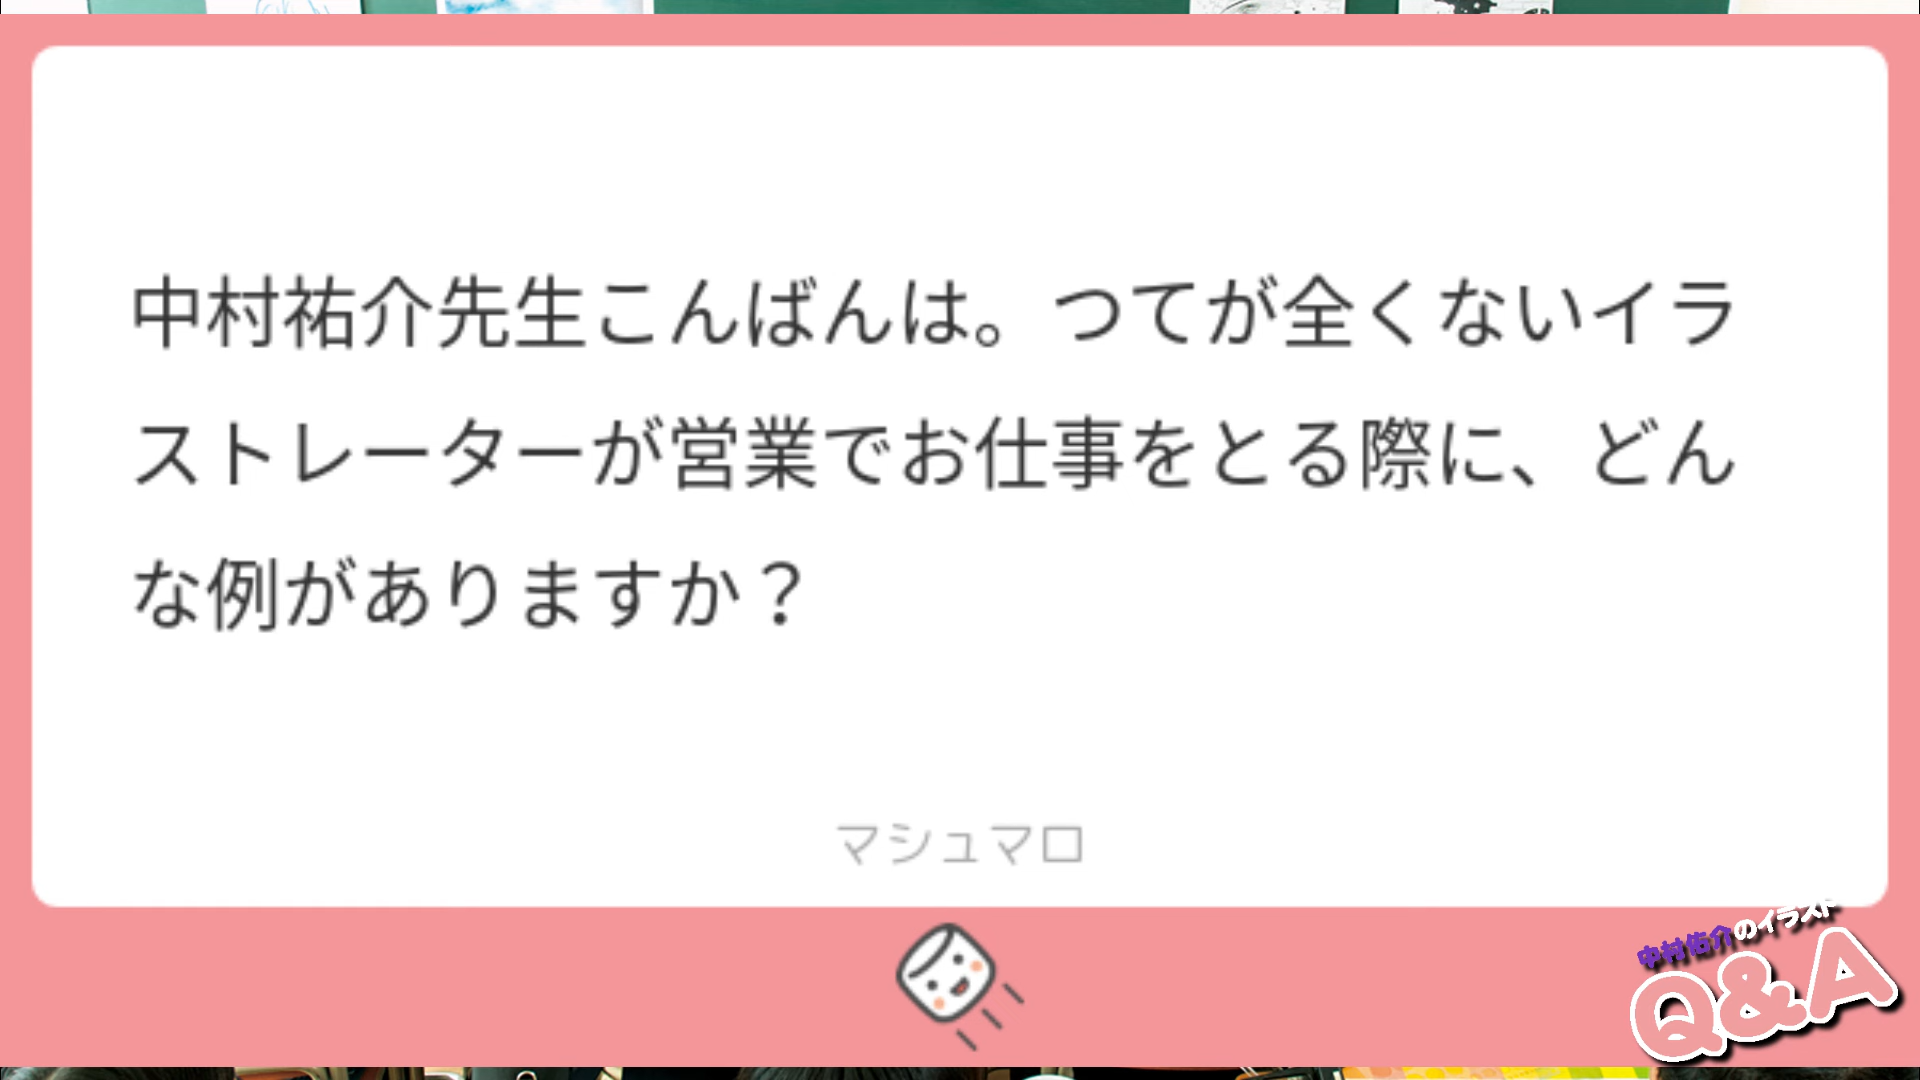 中村祐介先生こんばんは。つてが全くないイラ
ストレーターが営業でお仕事をとる際に、どん
な例がありますか？
マシュマロ
中村佑介のイラスト
Q&A